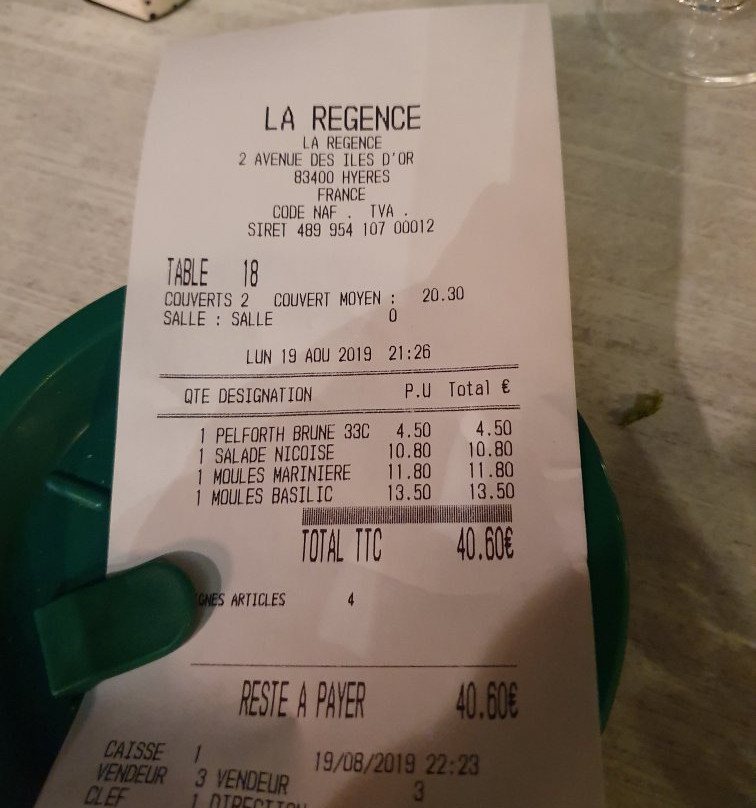 LA REGENCE
LA REGENCE
2 AVENUE DES ILES D'OR
83400 HYERES
FRANCE
CODE NAF . TVA .
SIRET 489 954 107 00012
TABLE 18
COUVERTS 2 COUVERT MOYEN : 20.30
SALLE : SALLE 0
LUN 19 AOU 2019 21:26
QTE DESIGNATION P.U Total €
1 PELFORTH BRUNE 33C 4.50 4.50
1 SALADE NICOISE 10.80 10.80
1 MOULES MARINIERE 11.80 11.80
1 MOULES BASILIC 13.50 13.50
TOTAL TTC 40.60€
GNES ARTICLES 4
RESTE A PAYER 40.60€
CAISSE 1 19/08/2019 22:23
VENDEUR 3 VENDEUR 3
CLEF 1 DIRECTION